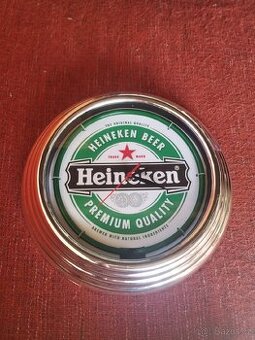 THE ORIGINAL QUALITY
HEINEKEN BEER
TRADE MARK
Heineken
PREMIUM QUALITY
BREWED WITH NATURAL INGREDIENTS